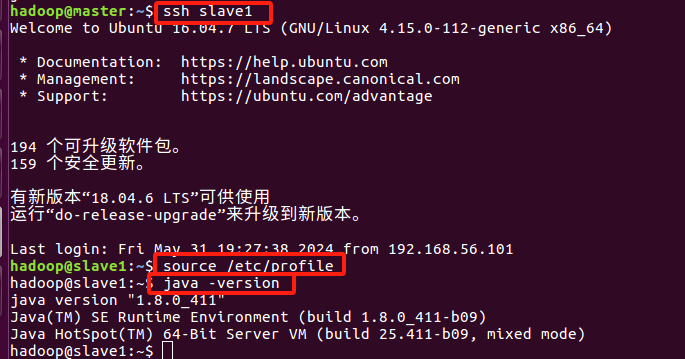 hadoop@master:~$ ssh slave1
Welcome to Ubuntu 16.04.7 LTS (GNU/Linux 4.15.0-112-generic x86_64)
* Documentation: https://help.ubuntu.com
* Management: https://landscape.canonical.com
* Support: https://ubuntu.com/advantage
194 个可升级软件包。
159 个安全更新。
有新版本“18.04.6 LTS”可供使用
运行“do-release-upgrade”来升级到新版本。
Last login: Fri May 31 19:27:38 2024 from 192.168.56.101
hadoop@slave1:~$ source /etc/profile
hadoop@slave1:~$ java -version
java version "1.8.0_411"
Java(TM) SE Runtime Environment (build 1.8.0_411-b09)
Java HotSpot(TM) 64-Bit Server VM (build 25.411-b09, mixed mode)
hadoop@slave1:~$